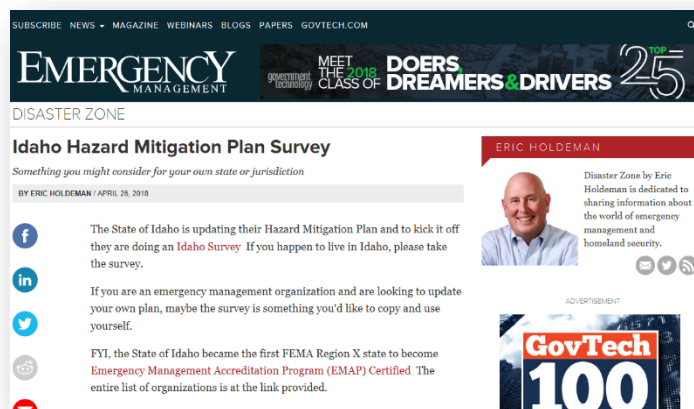 SUBSCRIBE NEWS MAGAZINE WEBINARS BLOGS PAPERS GOVTECH.COM
EMERGENCY
MANAGEMENT
government
technology
MEET
THE 2018
CLASS OF
DOERS,
DREAMERS & DRIVERS
TOP
25
DISASTER ZONE
Idaho Hazard Mitigation Plan Survey
Something you might consider for your own state or jurisdiction
BY ERIC HOLDEMAN / APRIL 26, 2018
The State of Idaho is updating their Hazard Mitigation Plan and to kick it off
they are doing an Idaho Survey If you happen to live in Idaho, please take
the survey.
If you are an emergency management organization and are looking to update
your own plan, maybe the survey is something you'd like to copy and use
yourself.
FYI, the State of Idaho became the first FEMA Region X state to become
Emergency Management Accreditation Program (EMAP) Certified The
entire list of organizations is at the link provided.
f
in
ERIC HOLDEMAN
Disaster Zone by Eric
Holdeman is dedicated to
sharing information about
the world of emergency
management and
homeland security.
ADVERTISEMENT
GovTech
100